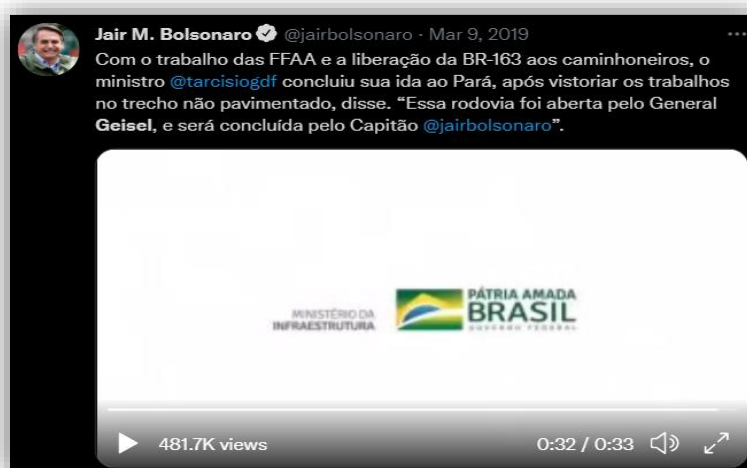 Jair M. Bolsonaro @jairbolsonaro · Mar 9, 2019
Com o trabalho das FFAA e a liberação da BR-163 aos caminhoneiros, o
ministro @tarcisiogdf concluiu sua ida ao Pará, após vistoriar os trabalhos
no trecho não pavimentado, disse. “Essa rodovia foi aberta pelo General
Geisel, e será concluída pelo Capitão @jairbolsonaro”.
MINISTÉRIO DA
INFRAESTRUTURA
PÁTRIA AMADA
BRASIL
GOVERNO FEDERAL
481.7K views
0:32 / 0:33